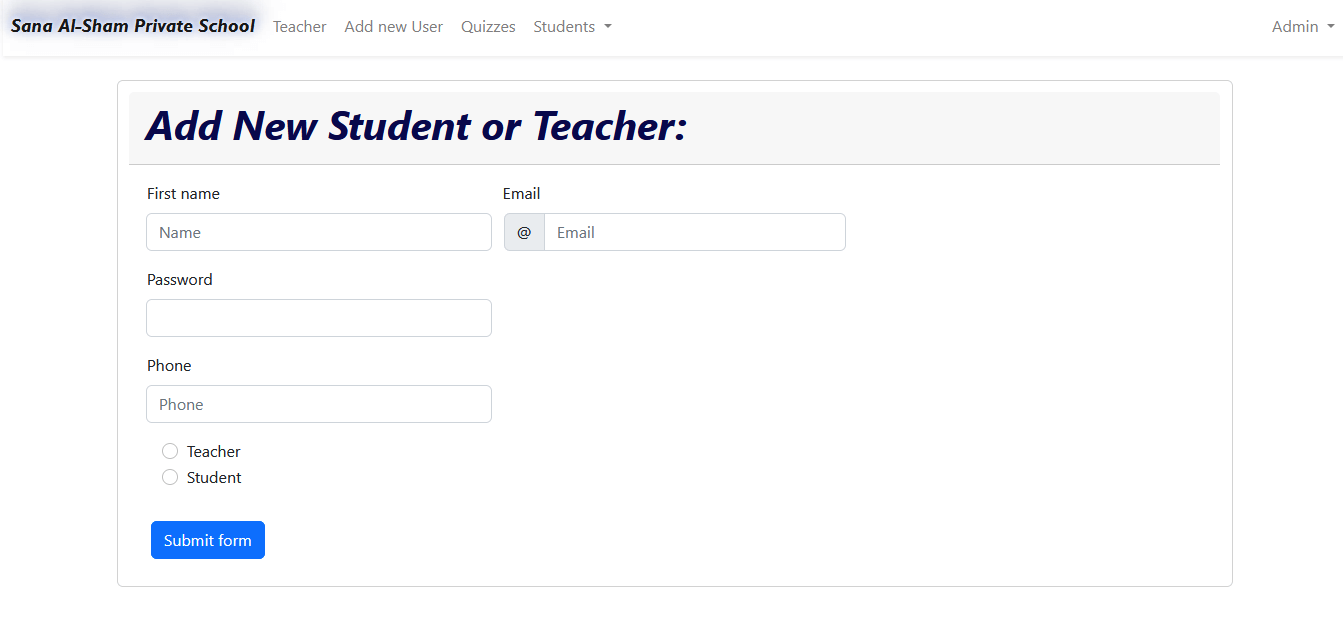 Sana Al-Sham Private School Teacher Add new User Quizzes Students Admin
Add New Student or Teacher:
First name Email
Name @ Email
Password
Phone
Phone
Teacher
Student
Submit form